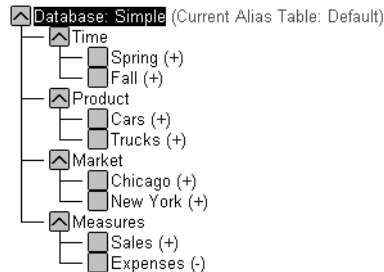 Database: Simple (Current Alias Table: Default)
Time
Spring (+)
Fall (+)
Product
Cars (+)
Trucks (+)
Market
Chicago (+)
New York (+)
Measures
Sales (+)
Expenses (-)